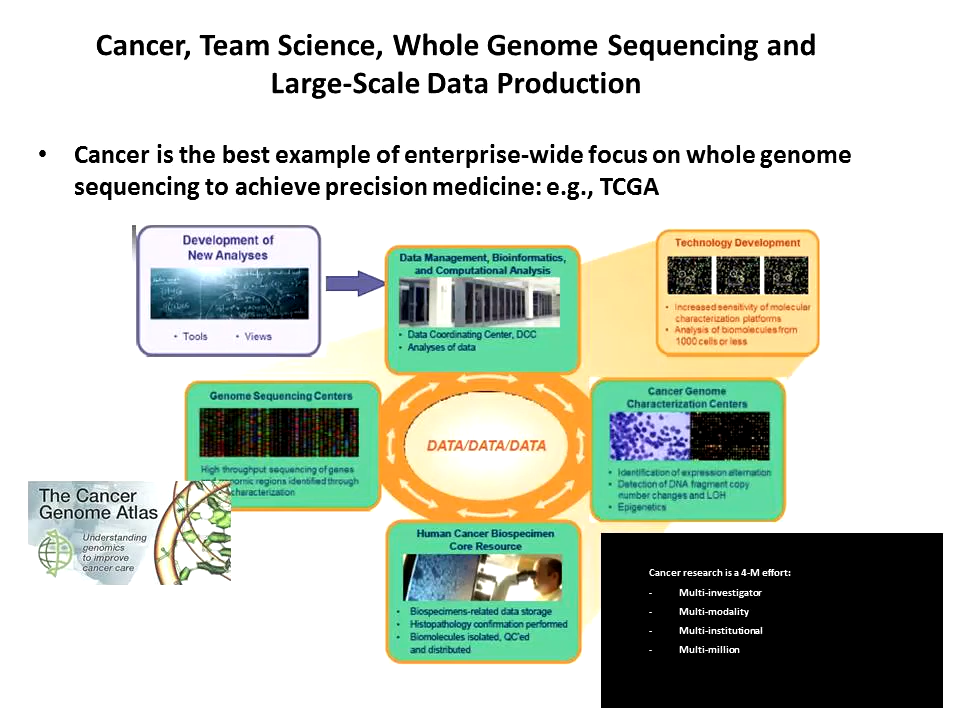 Cancer, Team Science, Whole Genome Sequencing and
Large-Scale Data Production
• Cancer is the best example of enterprise-wide focus on whole genome
sequencing to achieve precision medicine: e.g., TCGA
Development of
New Analyses
• Tools • Views
Data Management, Bioinformatics,
and Computational Analysis
• Data Coordinating Center, DCC
• Analyses of data
Technology Development
• Increased sensitivity of molecular
characterization platforms
• Analysis of biomolecules from
1000 cells or less
Genome Sequencing Centers
High throughput sequencing of genes
genomic regions identified through
characterization
DATA/DATA/DATA
Cancer Genome
Characterization Centers
• Identification of expression alternation
• Detection of DNA fragment copy
number changes and LOH
• Epigenetics
The Cancer
Genome Atlas
Understanding
genomics
to improve
cancer care
Human Cancer Biospecimen
Core Resource
• Biospecimens-related data storage
• Histopathology confirmation performed
• Biomolecules isolated, QC'ed
and distributed
Cancer research is a 4-M effort:
- Multi-investigator
- Multi-modality
- Multi-institutional
- Multi-million